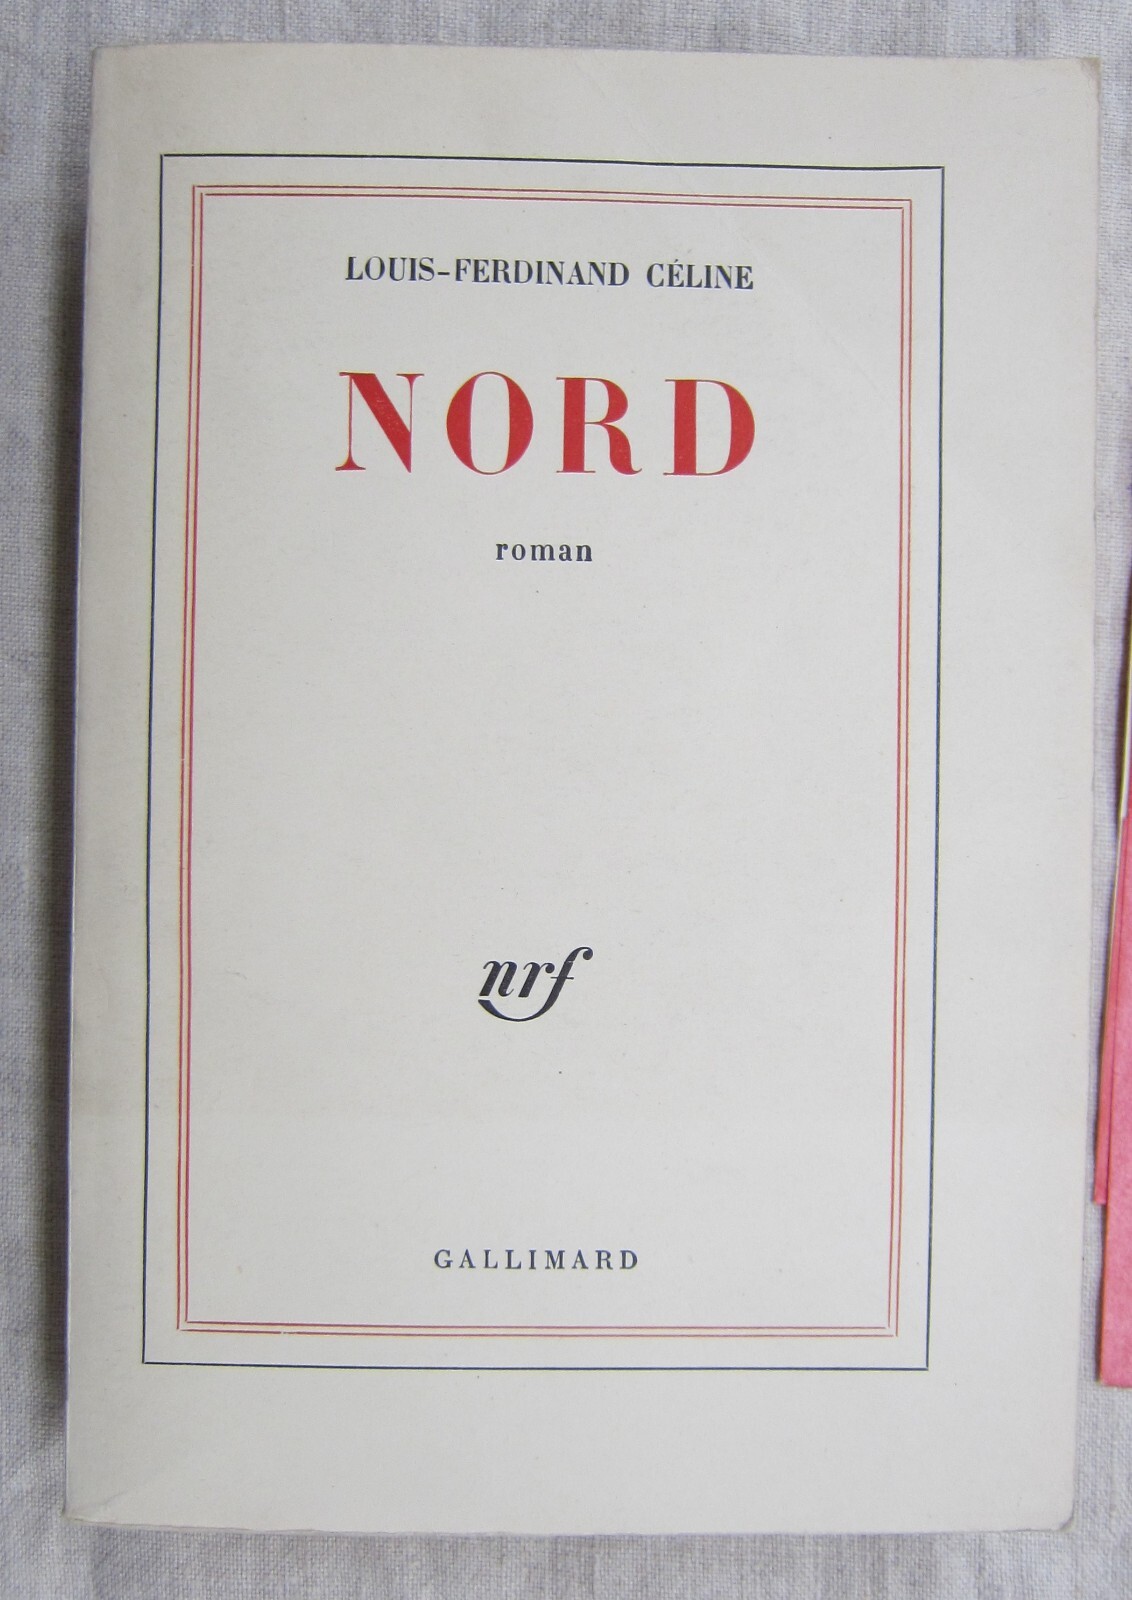 LOUIS-FERDINAND CÉLINE
NORD
roman
nrf
GALLIMARD